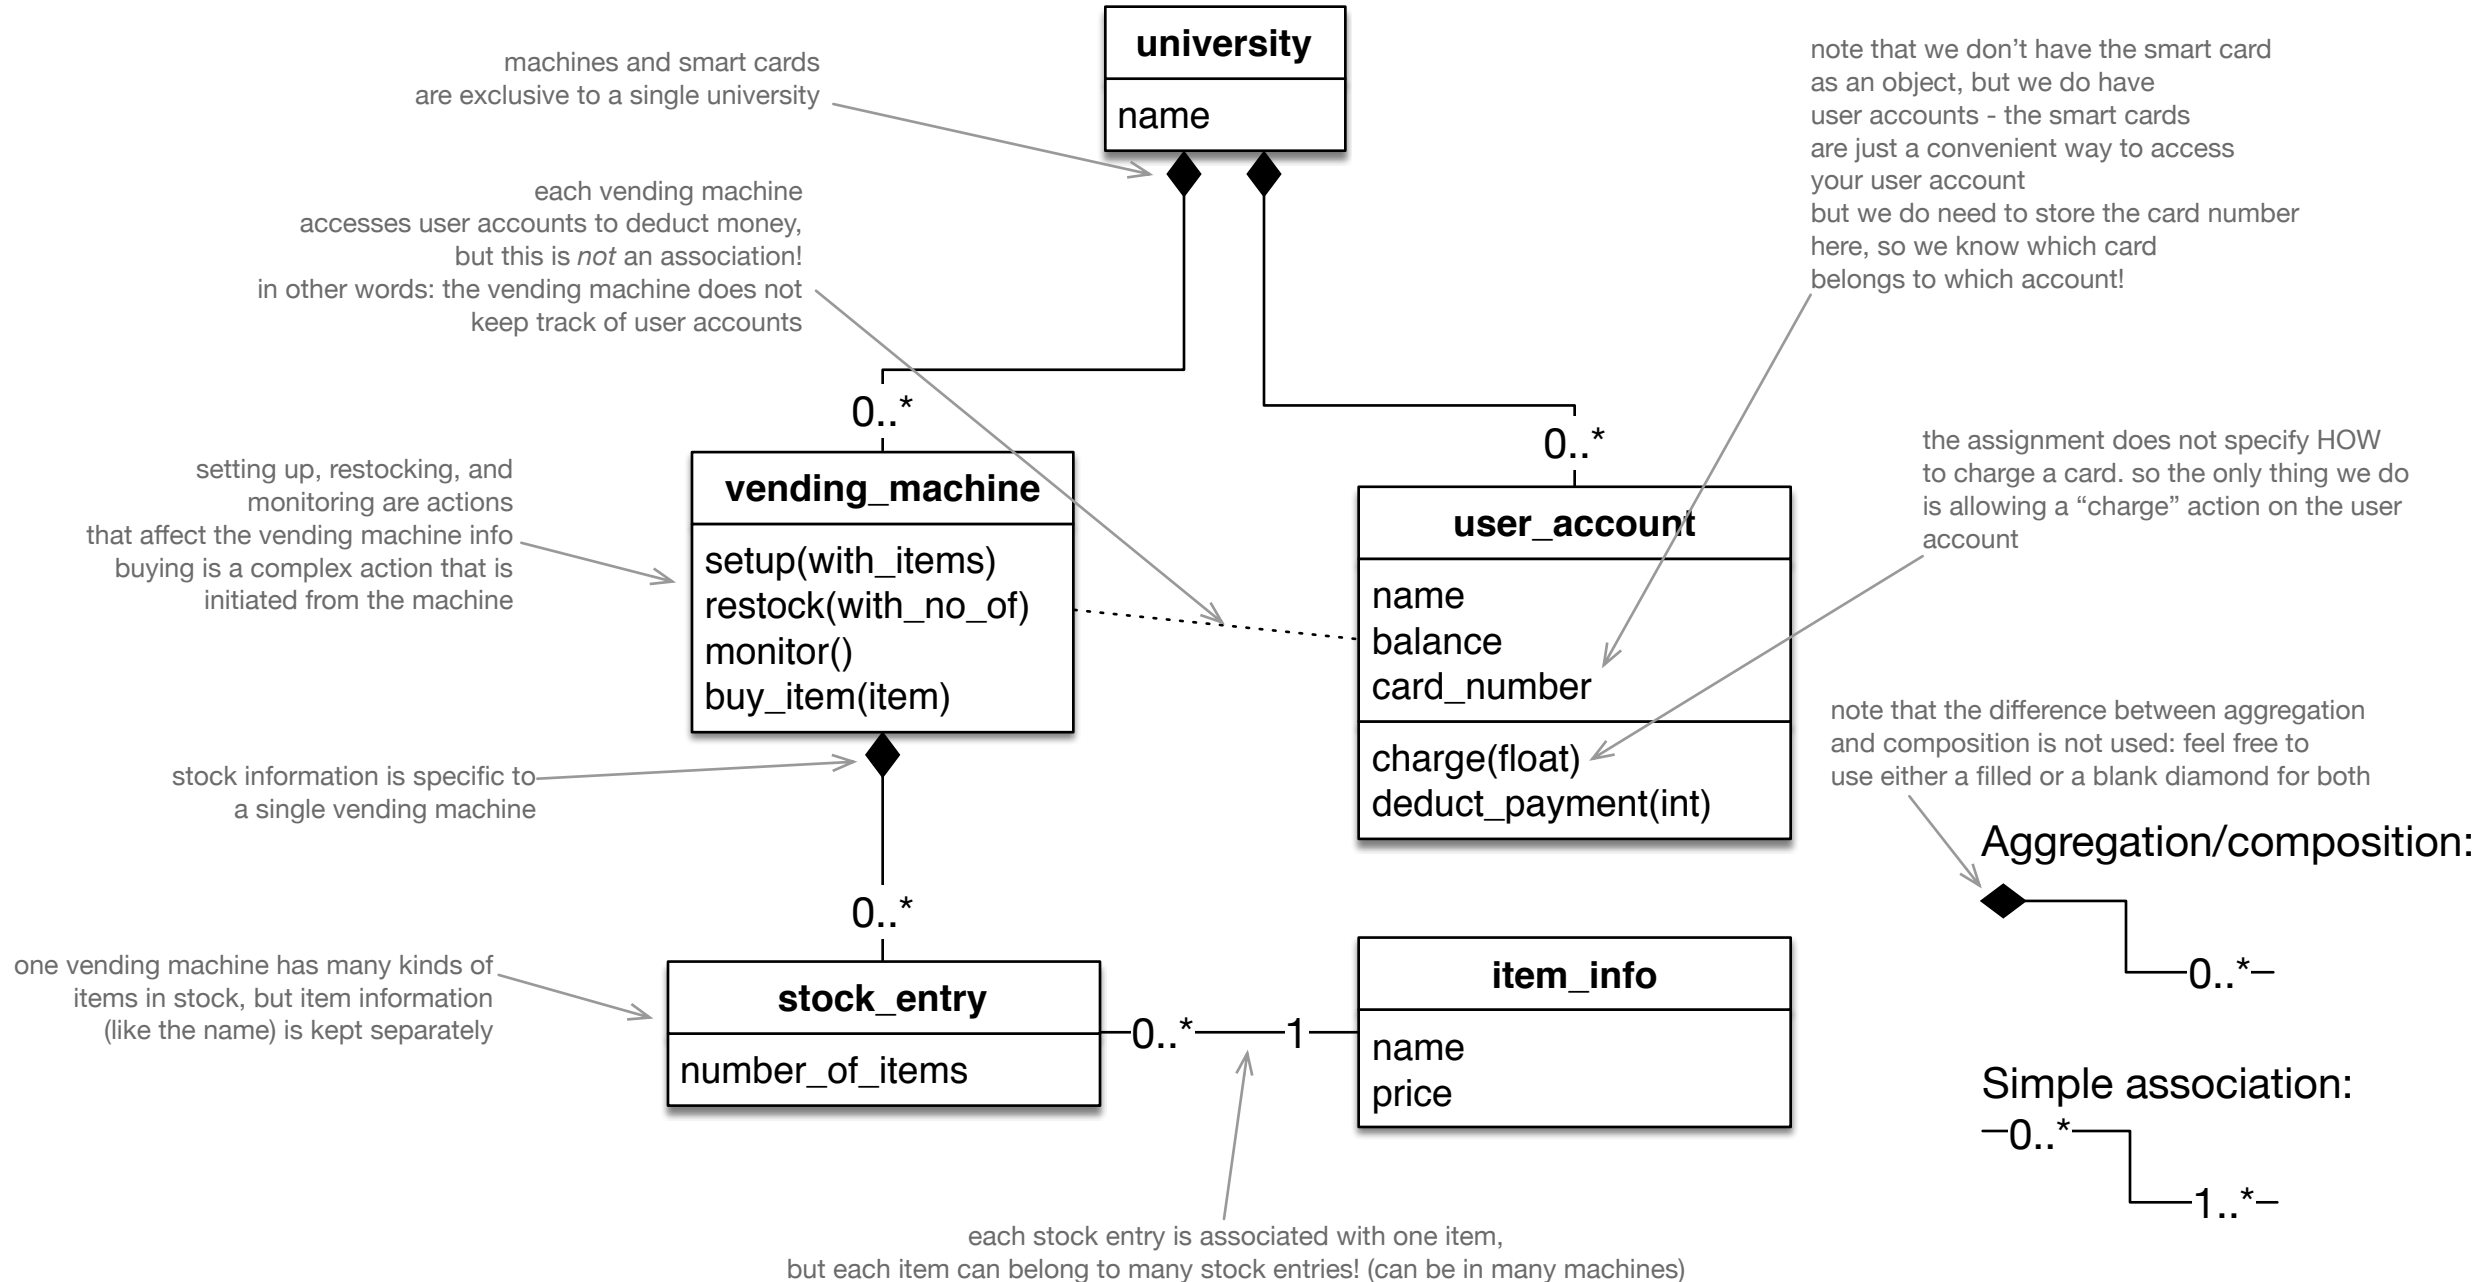 university
name
machines and smart cards
are exclusive to a single university
each vending machine
accesses user accounts to deduct money,
but this is not an association!
in other words: the vending machine does not
keep track of user accounts
note that we don’t have the smart card
as an object, but we do have
user accounts - the smart cards
are just a convenient way to access
your user account
but we do need to store the card number
here, so we know which card
belongs to which account!
0..*
0..*
setting up, restocking, and
monitoring are actions
that affect the vending machine info
buying is a complex action that is
initiated from the machine
vending_machine
setup(with_items)
restock(with_no_of)
monitor()
buy_item(item)
user_account
name
balance
card_number
charge(float)
deduct_payment(int)
the assignment does not specify HOW
to charge a card. so the only thing we do
is allowing a “charge” action on the user
account
stock information is specific to
a single vending machine
note that the difference between aggregation
and composition is not used: feel free to
use either a filled or a blank diamond for both
Aggregation/composition:
0..*
0..*
one vending machine has many kinds of
items in stock, but item information
(like the name) is kept separately
stock_entry
number_of_items
0..*
1
item_info
name
price
Simple association:
0..*
1..*
each stock entry is associated with one item,
but each item can belong to many stock entries! (can be in many machines)